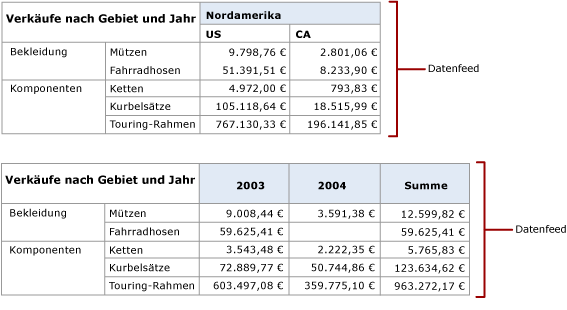 Verkäufe nach Gebiet und Jahr Nordamerika
US CA
Bekleidung Mützen 9.798,76 € 2.801,06 €
Fahrradhosen 51.391,51 € 8.233,90 €
Datenfeed
Komponenten Ketten 4.972,00 € 793,83 €
Kurbelsätze 105.118,64 € 18.515,99 €
Touring-Rahmen 767.130,33 € 196.141,85 €
Verkäufe nach Gebiet und Jahr 2003 2004 Summe
Bekleidung Mützen 9.008,44 € 3.591,38 € 12.599,82 €
Fahrradhosen 59.625,41 € 59.625,41 €
Datenfeed
Komponenten Ketten 3.543,48 € 2.222,35 € 5.765,83 €
Kurbelsätze 72.889,77 € 50.744,86 € 123.634,62 €
Touring-Rahmen 603.497,08 € 359.775,10 € 963.272,17 €